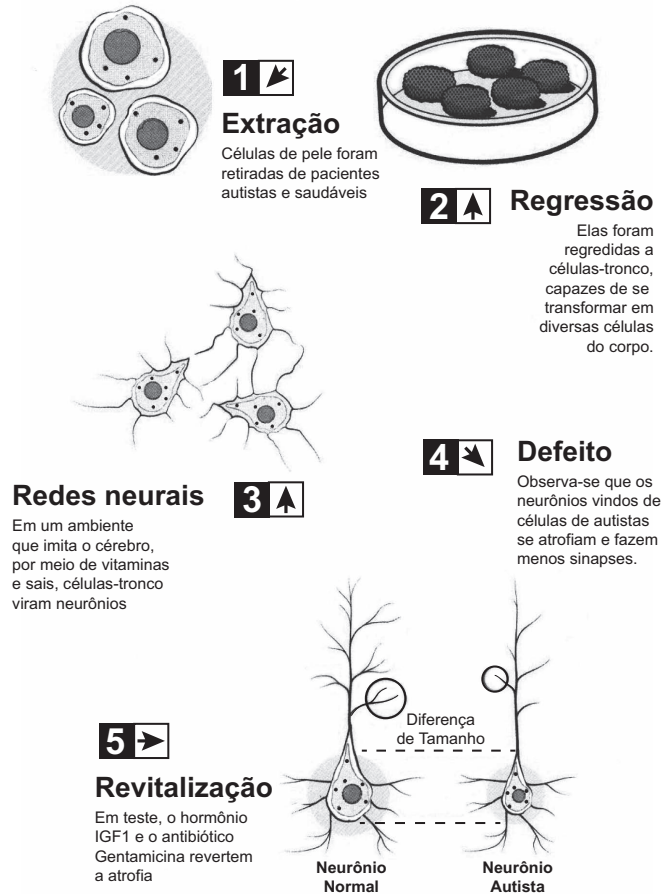 1
Extração
Células de pele foram
retiradas de pacientes
autistas e saudáveis
2
Regressão
Elas foram
regredidas a
células-tronco,
capazes de se
transformar em
diversas células
do corpo.
Redes neurais
3
Em um ambiente
que imita o cérebro,
por meio de vitaminas
e sais, células-tronco
viram neurônios
4
Defeito
Observa-se que os
neurônios vindos de
células de autistas
se atrofiam e fazem
menos sinapses.
5
Revitalização
Em teste, o hormônio
IGF1 e o antibiótico
Gentamicina revertem
a atrofia
Diferença
de Tamanho
Neurônio
Normal
Neurônio
Autista